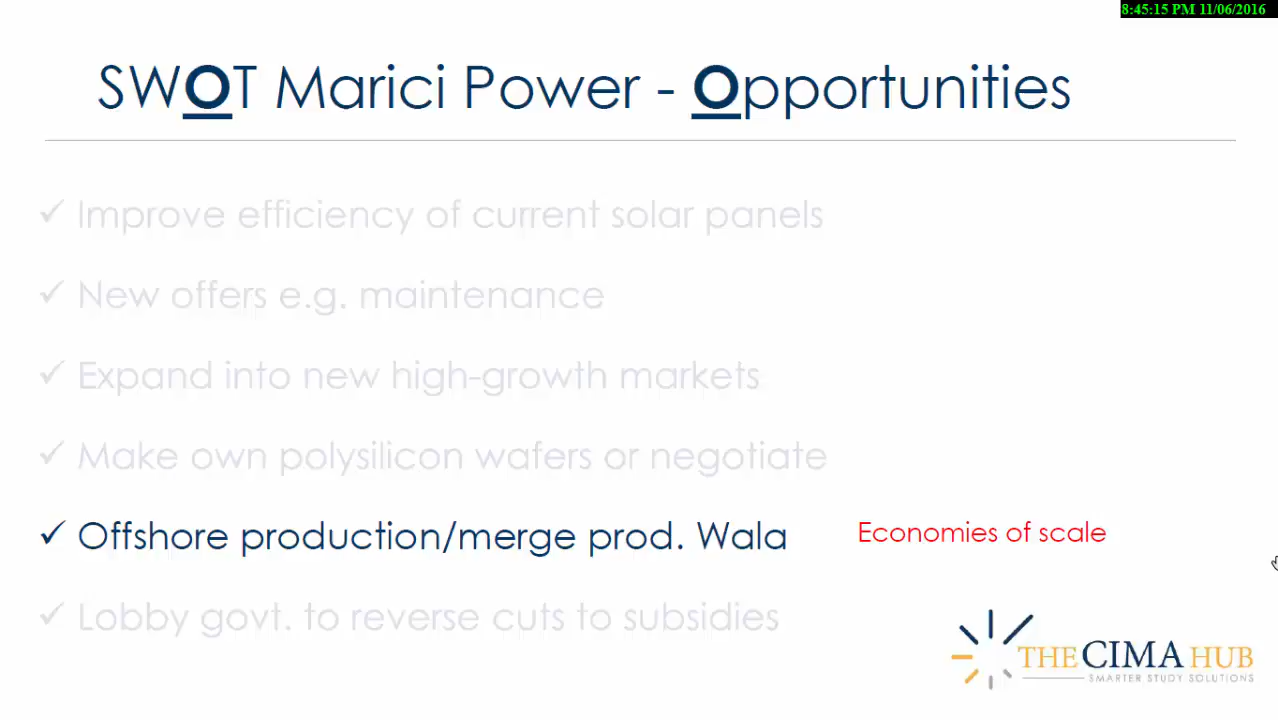 8:45:15 PM 11/06/2016
SWOT Marici Power - Opportunities
✓ Improve efficiency of current solar panels
✓ New offers e.g. maintenance
✓ Expand into new high-growth markets
✓ Make own polysilicon wafers or negotiate
✓ Offshore production/merge prod. Wala Economies of scale
✓ Lobby govt. to reverse cuts to subsidies
THE CIMA HUB
SMARTER STUDY SOLUTIONS